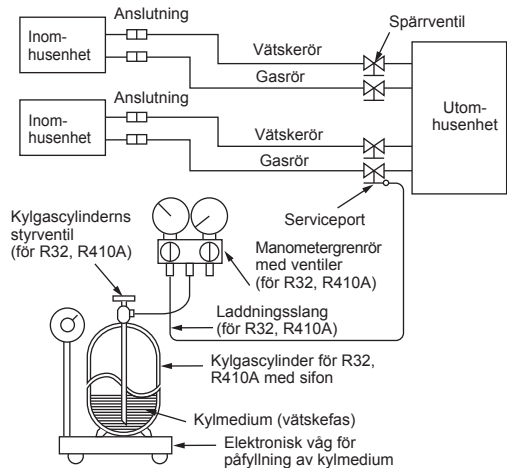 Anslutning
Spärrventil
Inom-
husenhet
Vätskerör
Gasrör
Utom-
husenhet
Anslutning
Inom-
husenhet
Vätskerör
Gasrör
Serviceport
Kylgascylinderns
styrventil
(för R32, R410A)
Manometergrenrör
med ventiler
(för R32, R410A)
Laddningsslang
(för R32, R410A)
Kylgascylinder för R32,
R410A med sifon
Kylmedium (vätskefas)
Elektronisk våg för
påfyllning av kylmedium